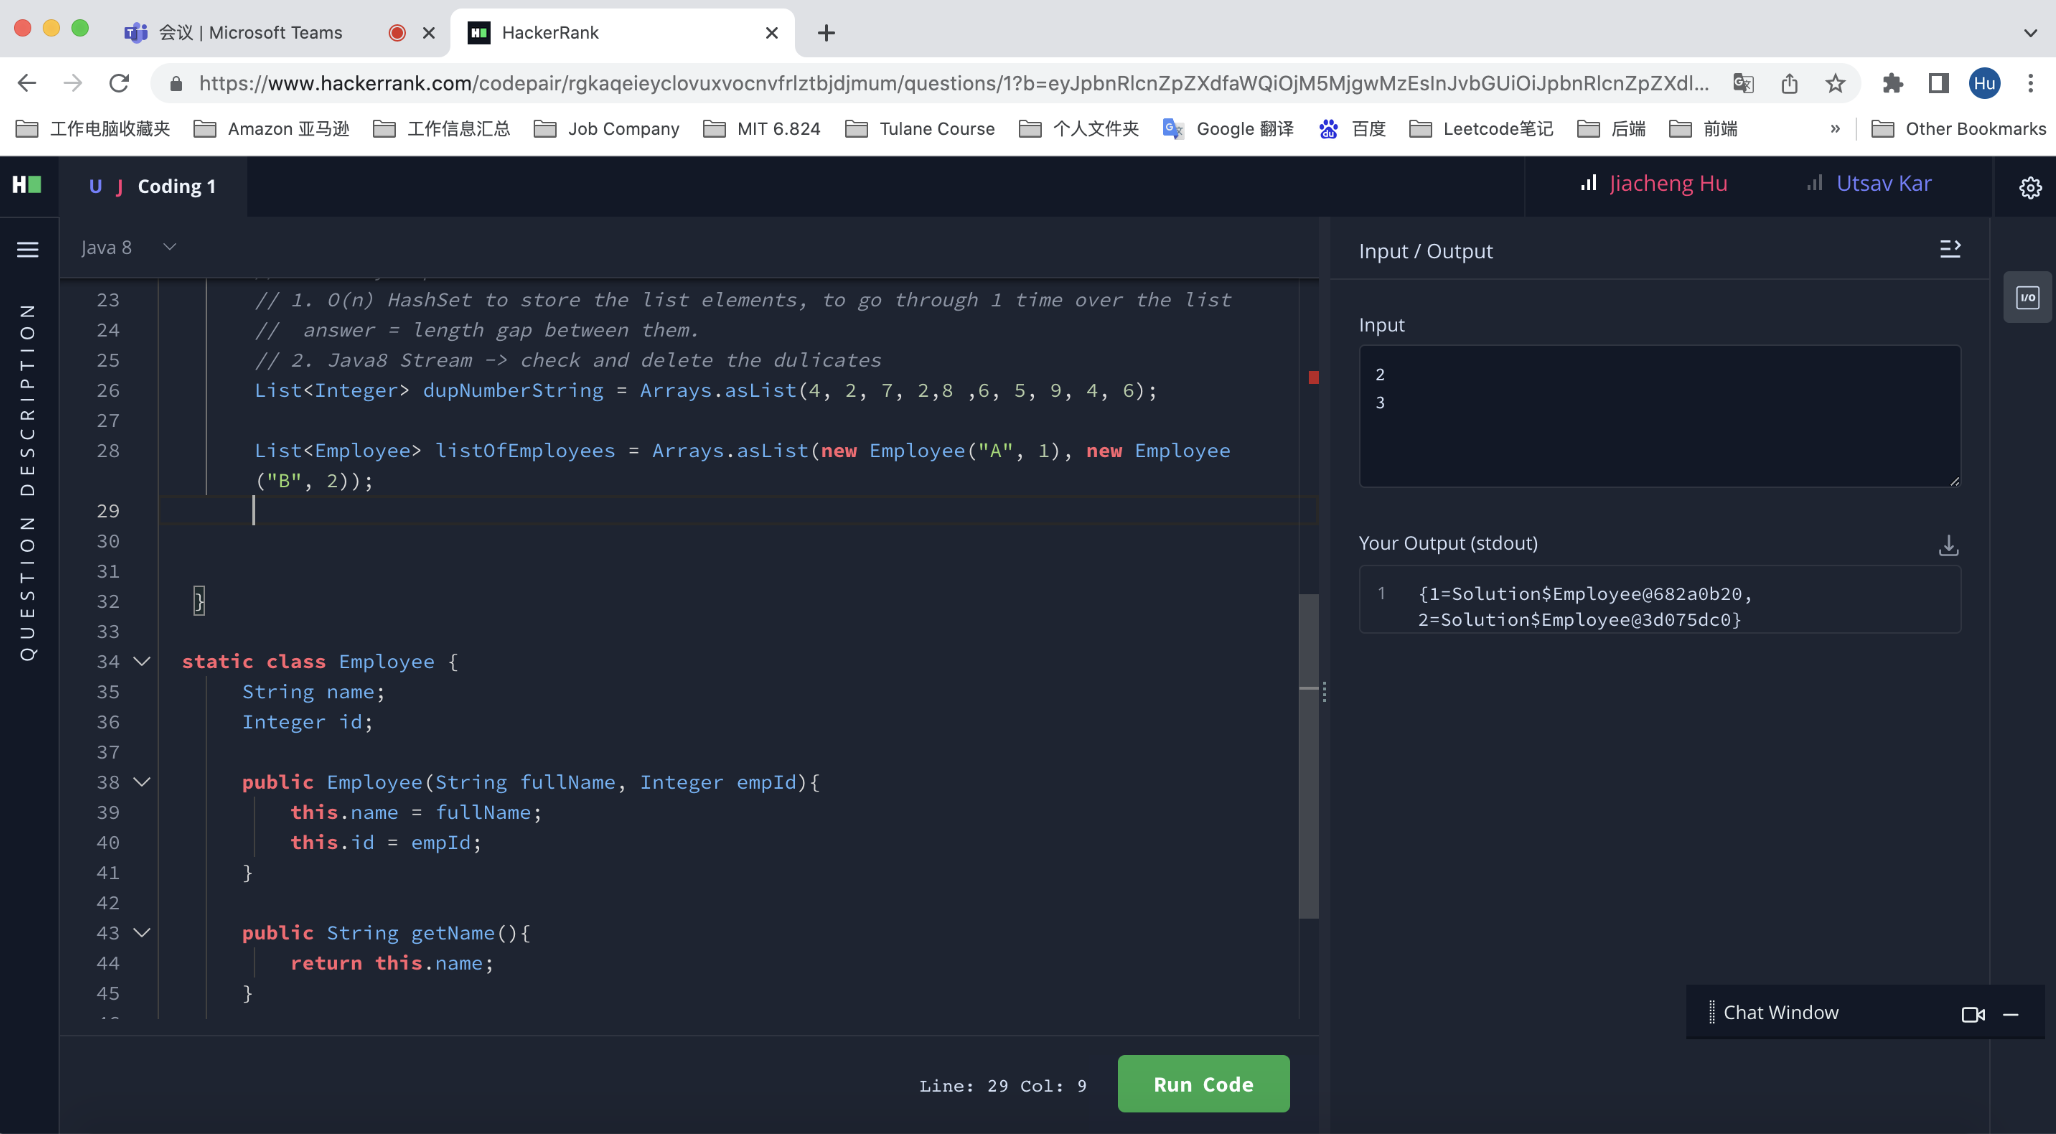 会议 | Microsoft Teams
HackerRank
https://www.hackerrank.com/codepair/rgkaqeieyclovuxvocnvfrlztbjdjmum/questions/1?b=eyJpbnRlcnZpZXdfaWQiOjM5MjgwMzEsInJvbGUiOiJpbnRlcnZpZXdl...
Hu
工作电脑收藏夹
Amazon 亚马逊
工作信息汇总
Job Company
MIT 6.824
Tulane Course
个人文件夹
Google 翻译
百度
Leetcode笔记
后端
前端
»
Other Bookmarks
H
U J Coding 1
Jiacheng Hu
Utsav Kar
Java 8
QUESTION DESCRIPTION
23 // 1. O(n) HashSet to store the list elements, to go through 1 time over the list
24 //  answer = length gap between them.
25 // 2. Java8 Stream -> check and delete the dulicates
26 List<Integer> dupNumberString = Arrays.asList(4, 2, 7, 2,8 ,6, 5, 9, 4, 6);
27
28 List<Employee> listOfEmployees = Arrays.asList(new Employee("A", 1), new Employee
("B", 2));
29
30
31
32 }
33
34 static class Employee {
35 String name;
36 Integer id;
37
38 public Employee(String fullName, Integer empId){
39 this.name = fullName;
40 this.id = empId;
41 }
42
43 public String getName(){
44 return this.name;
45 }
Line: 29 Col: 9
Run Code
Input / Output
I/O
Input
2
3
Your Output (stdout)
1 {1=Solution$Employee@682a0b20,
2=Solution$Employee@3d075dc0}
Chat Window